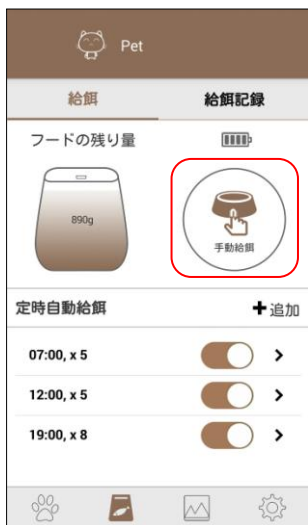 Pet
給餌 給餌記録
フードの残り量
890g
手動給餌
定時自動給餌 +追加
07:00, x 5
12:00, x 5
19:00, x 8